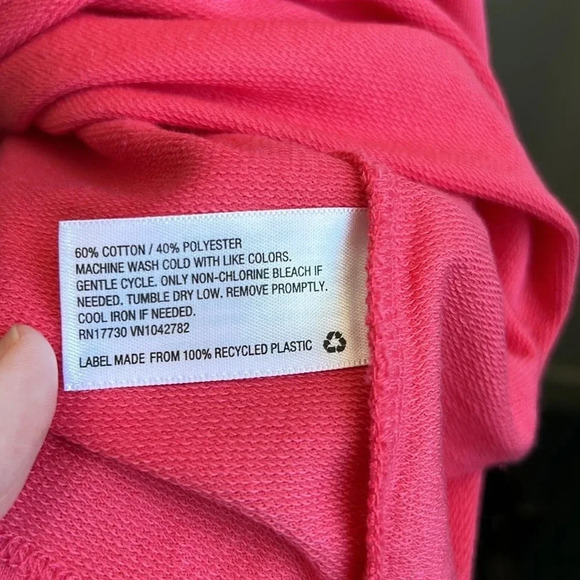 60% COTTON / 40% POLYESTER
MACHINE WASH COLD WITH LIKE COLORS.
GENTLE CYCLE. ONLY NON-CHLORINE BLEACH IF
NEEDED. TUMBLE DRY LOW. REMOVE PROMPTLY.
COOL IRON IF NEEDED.
RN17730 VN1042782
LABEL MADE FROM 100% RECYCLED PLASTIC